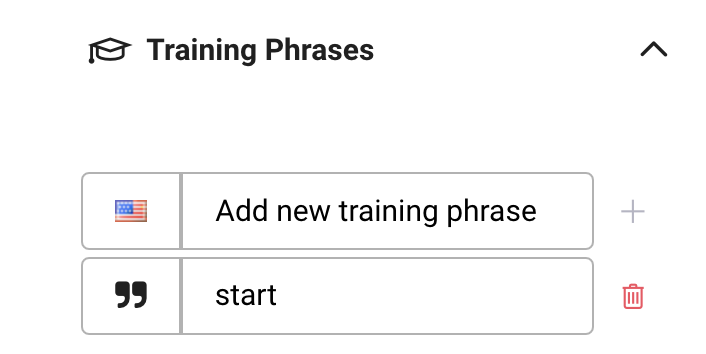 Training Phrases
Add new training phrase
start